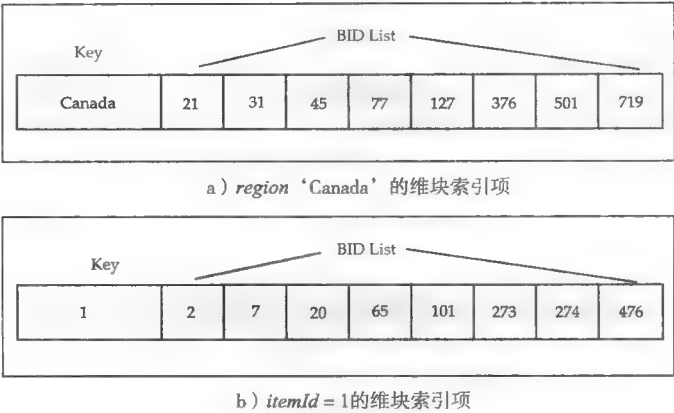 BID List
Key
Canada 21 31 45 77 127 376 501 719
a）region ‘Canada’的维块索引项
BID List
Key
1 2 7 20 65 101 273 274 476
b）itemId = 1的维块索引项